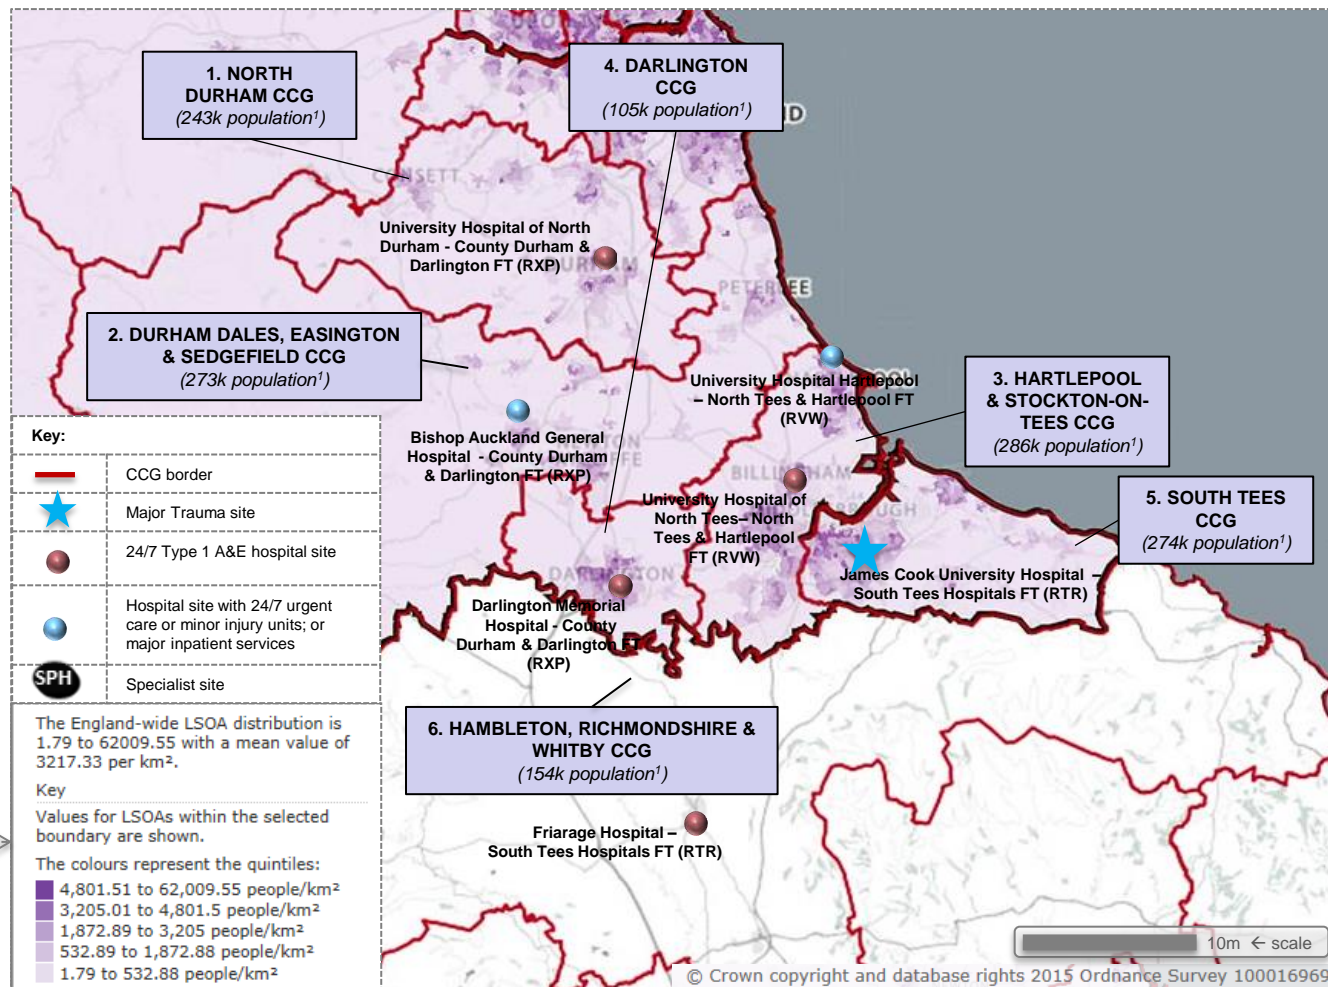 1. NORTH
DURHAM CCG
(243k population¹)
4. DARLINGTON
CCG
(105k population¹)
CONSETT
University Hospital of North
Durham - County Durham &
Darlington FT (RXP)
DURHAM
PETERLEE
2. DURHAM DALES, EASINGTON
& SEDGEFIELD CCG
(273k population¹)
University Hospital Hartlepool
– North Tees & Hartlepool FT
(RVW)
3. HARTLEPOOL
& STOCKTON-ON-
TEES CCG
(286k population¹)
Bishop Auckland General
Hospital - County Durham
& Darlington FT (RXP)
BILLINGHAM
University Hospital of
North Tees– North
Tees & Hartlepool
FT (RVW)
5. SOUTH TEES
CCG
(274k population¹)
James Cook University Hospital –
South Tees Hospitals FT (RTR)
DARLINGTON
Darlington Memorial
Hospital - County
Durham & Darlington FT
(RXP)
6. HAMBLETON, RICHMONDSHIRE &
WHITBY CCG
(154k population¹)
Friarage Hospital –
South Tees Hospitals FT (RTR)
Key:
CCG border
Major Trauma site
24/7 Type 1 A&E hospital site
Hospital site with 24/7 urgent
care or minor injury units; or
major inpatient services
SPH
Specialist site
The England-wide LSOA distribution is
1.79 to 62009.55 with a mean value of
3217.33 per km².
Key
Values for LSOAs within the selected
boundary are shown.
The colours represent the quintiles:
4,801.51 to 62,009.55 people/km²
3,205.01 to 4,801.5 people/km²
1,872.89 to 3,205 people/km²
532.89 to 1,872.88 people/km²
1.79 to 532.88 people/km²
10m ← scale
© Crown copyright and database rights 2015 Ordnance Survey 100016969